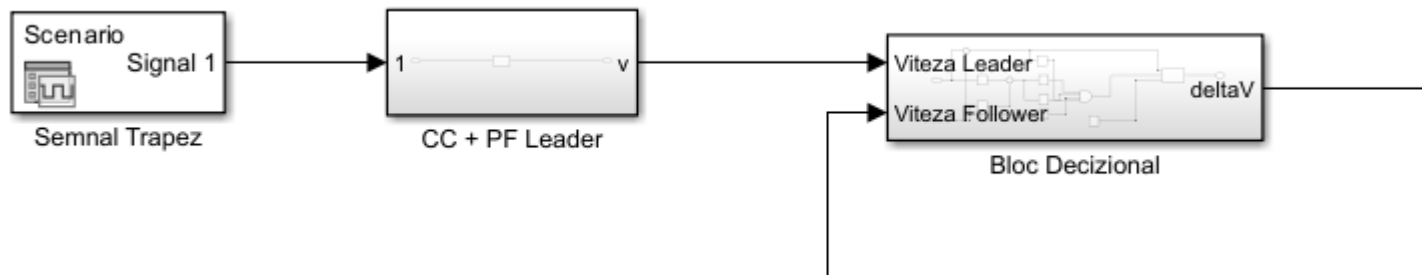 Scenario
Signal 1
Semnal Trapez
1
v
CC + PF Leader
Viteza Leader
Viteza Follower
deltaV
Bloc Decizional